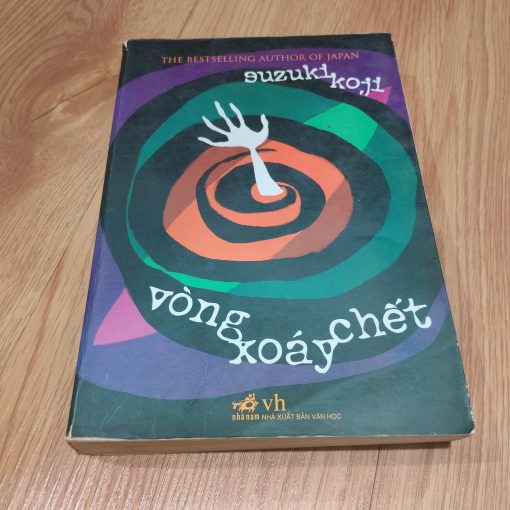 THE BESTSELLING AUTHOR OF JAPAN
suzuki koji
vòng
xoáy chết
nhã nam
vh
NHÀ XUẤT BẢN VĂN HỌC